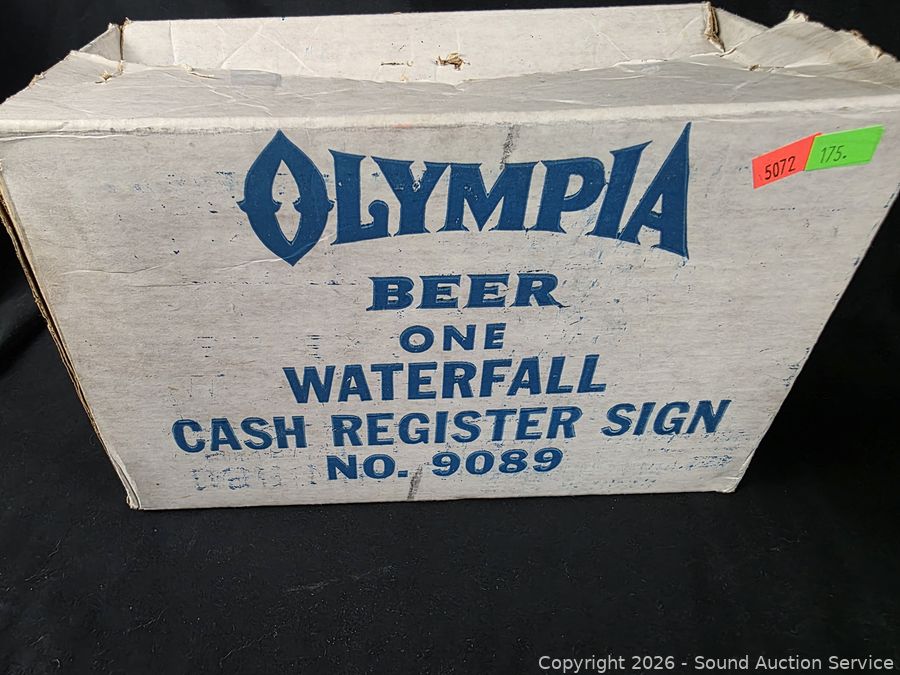 OLYMPIA
BEER
ONE
WATERFALL
CASH REGISTER SIGN
NO. 9089
5072
175.
Copyright © 2026 - Sound Auction Service